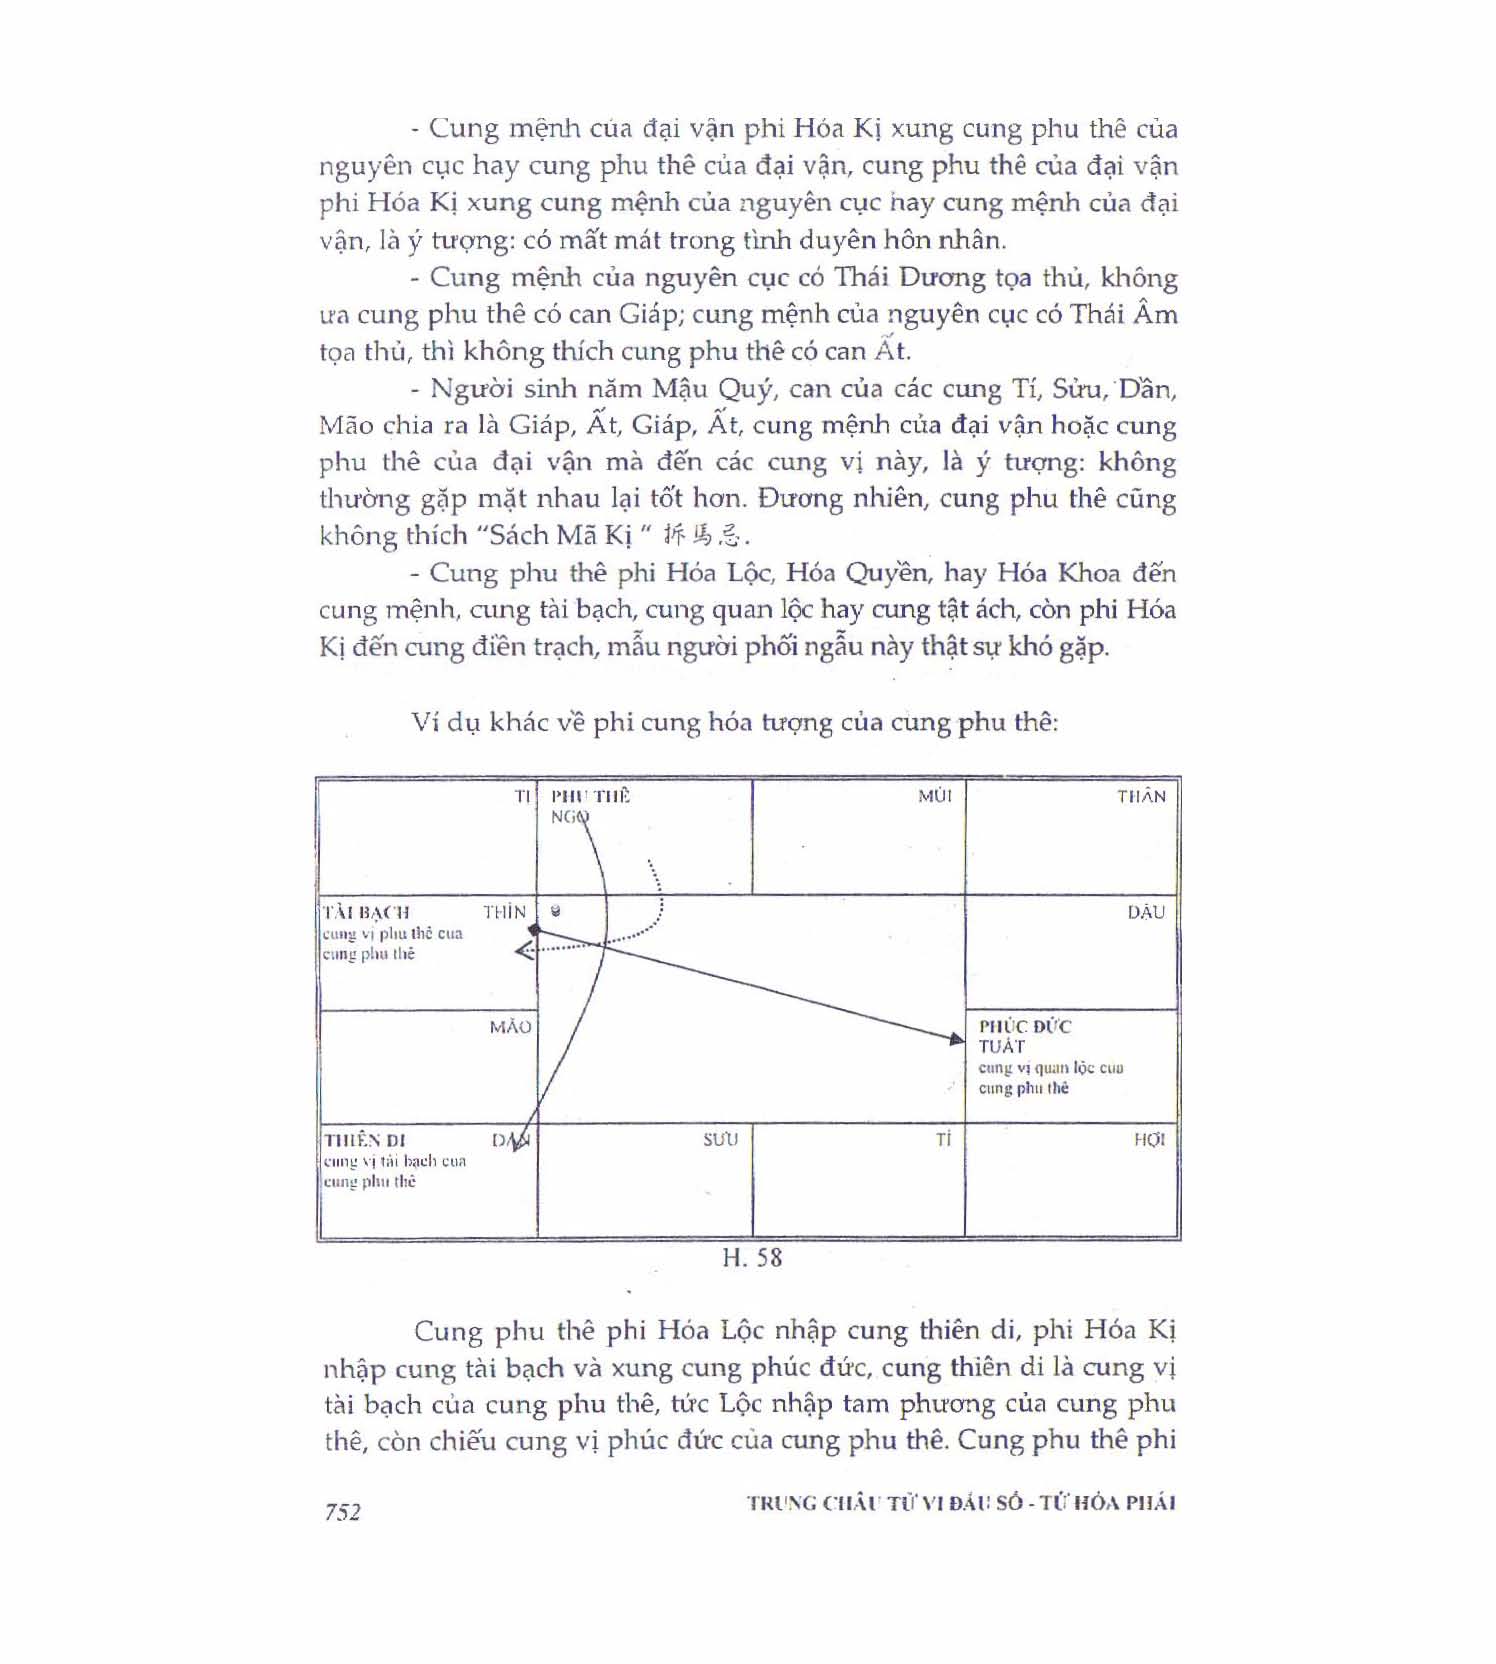 - Cung mệnh của đại vận phi Hóa Kị xung cung phu thê của
nguyên cục hay cung phu thê của đại vận, cung phu thê của đại vận
phi Hóa Kị xung cung mệnh của nguyên cục hay cung mệnh của đại
vận, là ý tượng: có mất mát trong tình duyên hôn nhân.
- Cung mệnh của nguyên cục có Thái Dương tọa thủ, không
ưa cung phu thê có can Giáp; cung mệnh của nguyên cục có Thái Âm
tọa thủ, thì không thích cung phu thê có can Ất.
- Người sinh năm Mậu Quý, can của các cung Tí, Sửu, Dần,
Mão chia ra là Giáp, Ất, Giáp, Ất, cung mệnh của đại vận hoặc cung
phu thê của đại vận mà đến các cung vị này, là ý tượng: không
thường gặp mặt nhau lại tốt hơn. Đương nhiên, cung phu thê cũng
không thích "Sách Mã Kị " 拆馬忌.
- Cung phu thê phi Hóa Lộc, Hóa Quyền, hay Hóa Khoa đến
cung mệnh, cung tài bạch, cung quan lộc hay cung tật ách, còn phi Hóa
Kị đến cung điền trạch, mẫu người phối ngẫu này thật sự khó gặp.
Ví dụ khác về phi cung hóa tượng của cung phu thê:
TỊ
PHU THÊ
NGỌ
MÙI
THÂN
TÀI BẠCH THÌN
cung vị phu thê của
cung phu thê
DẬU
MÃO
PHÚC ĐỨC
TUẤT
cung vị quan lộc của
cung phu thê
THIÊN DI DẦN
cung vị tài bạch của
cung phu thê
SỬU
TÍ
HỢI
H. 58
Cung phu thê phi Hóa Lộc nhập cung thiên di, phi Hóa Kị
nhập cung tài bạch và xung cung phúc đức, cung thiên di là cung vị
tài bạch của cung phu thê, tức Lộc nhập tam phương của cung phu
thê, còn chiếu cung vị phúc đức của cung phu thê. Cung phu thê phi
752
TRUNG CHÂU TỬ VI ĐẨU SỐ - TỨ HÓA PHÁI